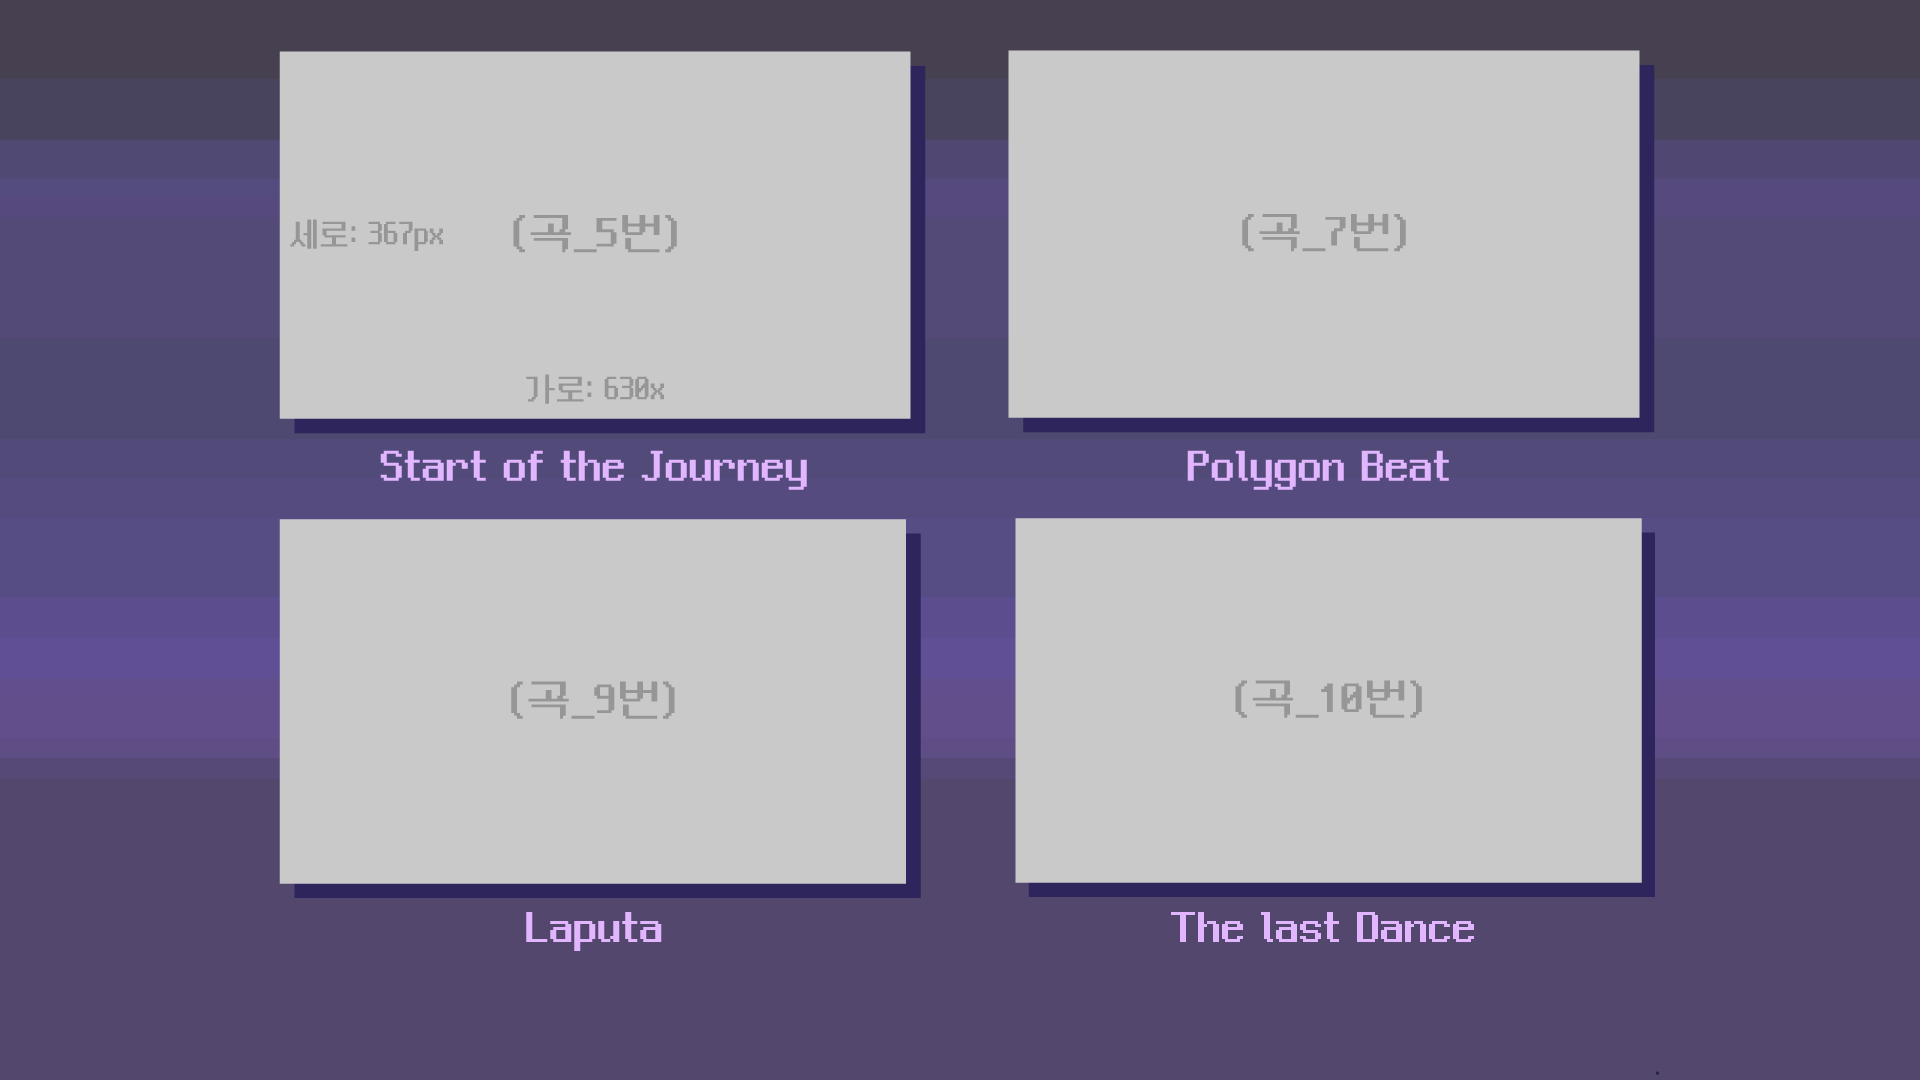 세로: 367px
(곡_5번)
가로: 630x
(곡_7번)
Start of the Journey
Polygon Beat
(곡_9번)
(곡_10번)
Laputa
The last Dance